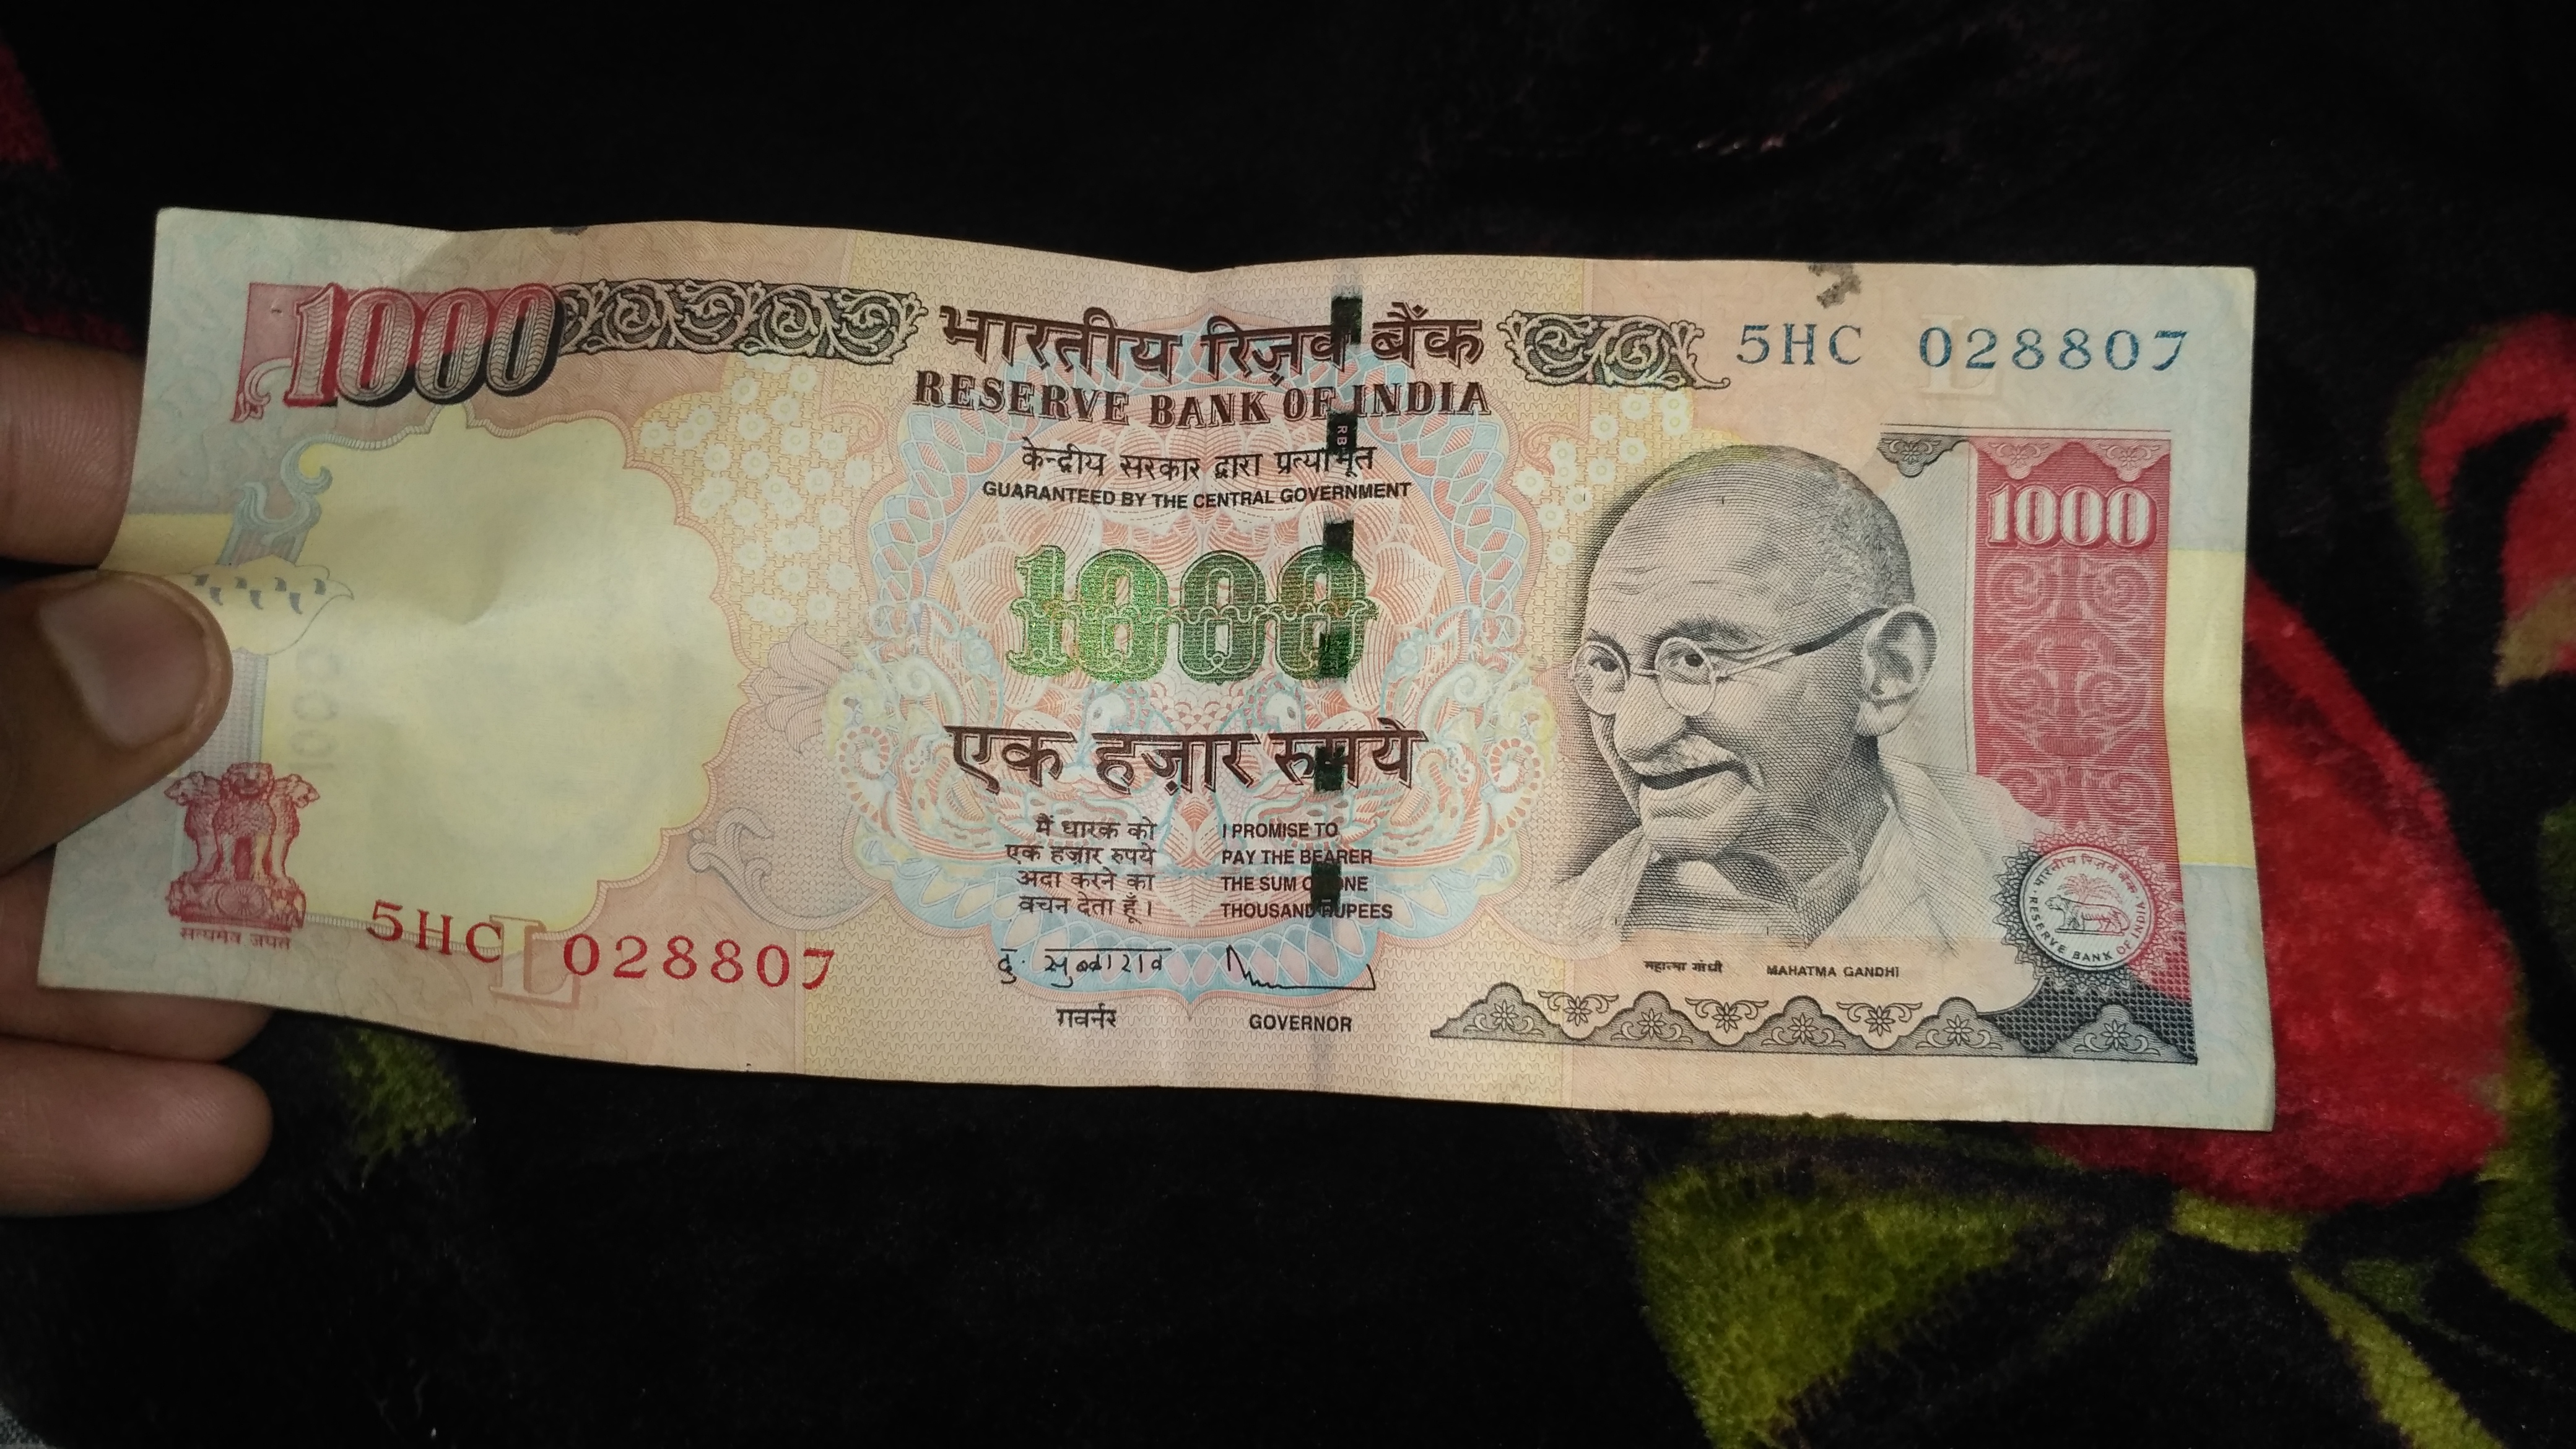 1000
भारतीय रिज़र्व बैंक
5HC 028807
RESERVE BANK OF INDIA
केन्द्रीय सरकार द्वारा प्रत्याभूत
GUARANTEED BY THE CENTRAL GOVERNMENT
1000
1000
एक हज़ार रुपये
मैं धारक को
एक हज़ार रुपये
अदा करने का
वचन देता हूँ।
I PROMISE TO
PAY THE BEARER
THE SUM OF ONE
THOUSAND RUPEES
सत्यमेव जयते
5HC L 028807
द. सुब्बाराव
गवर्नर
GOVERNOR
महात्मा गांधी MAHATMA GANDHI
भारतीय रिज़र्व बैंक
RESERVE BANK OF INDIA